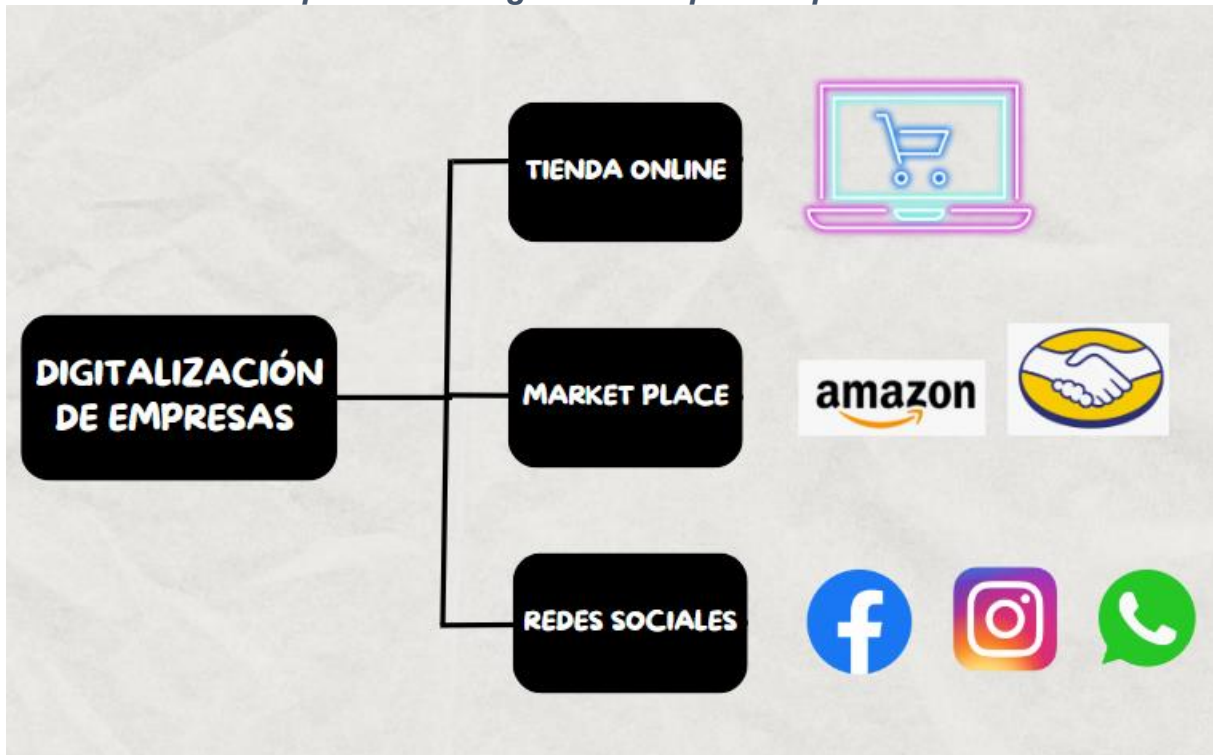 TIENDA ONLINE
DIGITALIZACIÓN
DE EMPRESAS
MARKET PLACE
amazon
REDES SOCIALES